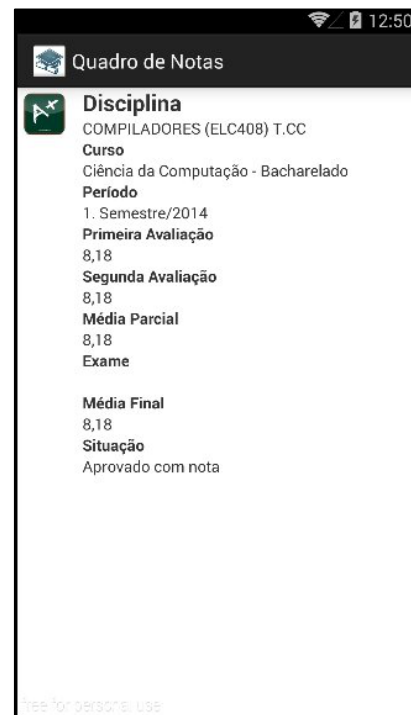 12:50
Quadro de Notas
Disciplina
COMPILADORES (ELC408) T.CC
Curso
Ciência da Computação - Bacharelado
Período
1. Semestre/2014
Primeira Avaliação
8,18
Segunda Avaliação
8,18
Média Parcial
8,18
Exame
Média Final
8,18
Situação
Aprovado com nota
free for personal use